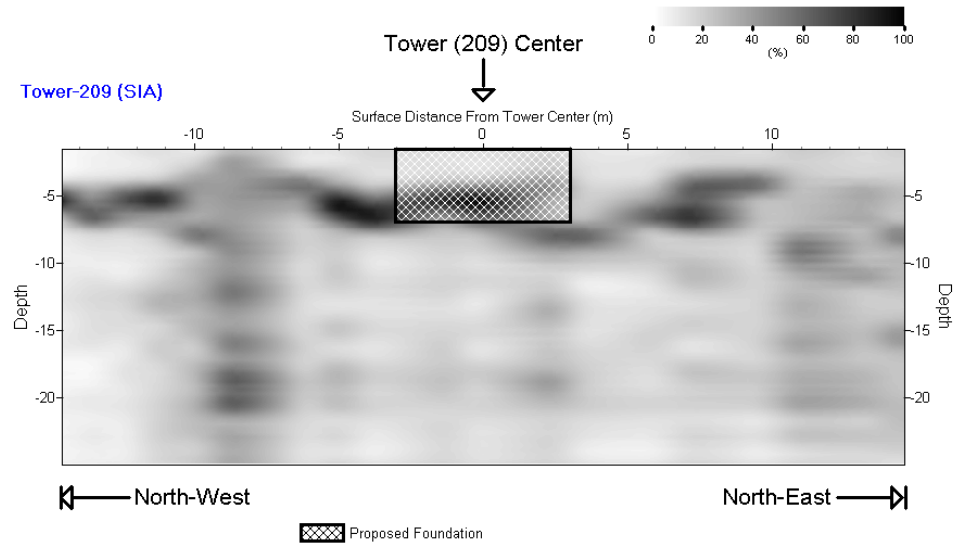 0 20 40 60 80 100
(%)
Tower (209) Center
Tower-209 (SIA)
Surface Distance From Tower Center (m)
-10 -5 0 5 10
-5 -5
-10 -10
Depth Depth
-15 -15
-20 -20
North-West North-East
Proposed Foundation